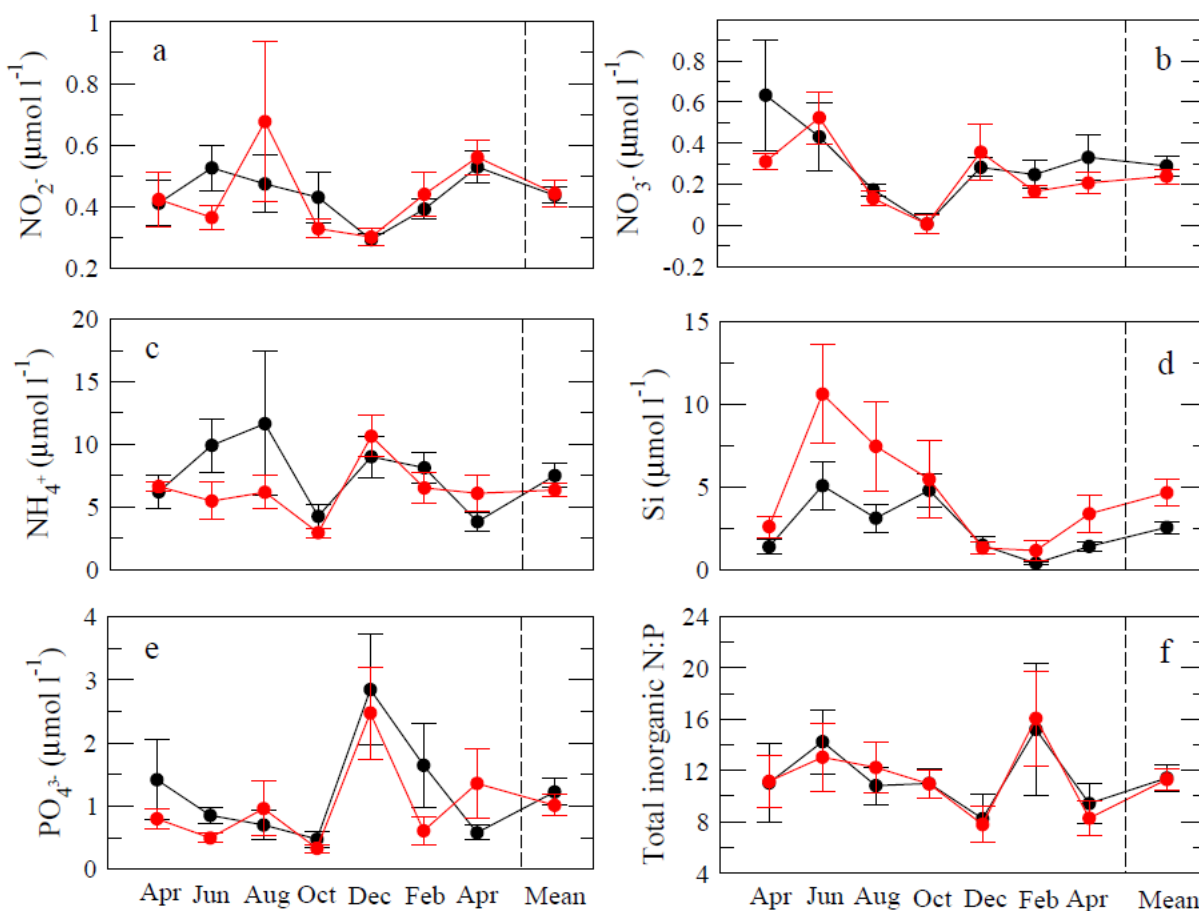 NO₂⁻ (μmol l⁻¹)
1
0.8
0.6
0.4
0.2
a
NO₃⁻ (μmol l⁻¹)
0.8
0.6
0.4
0.2
0
-0.2
b
NH₄⁺ (μmol l⁻¹)
20
15
10
5
0
c
Si (μmol l⁻¹)
15
10
5
0
d
PO₄³⁻ (μmol l⁻¹)
4
3
2
1
0
e
Apr Jun Aug Oct Dec Feb Apr Mean
Total inorganic N:P
24
20
16
12
8
4
f
Apr Jun Aug Oct Dec Feb Apr Mean